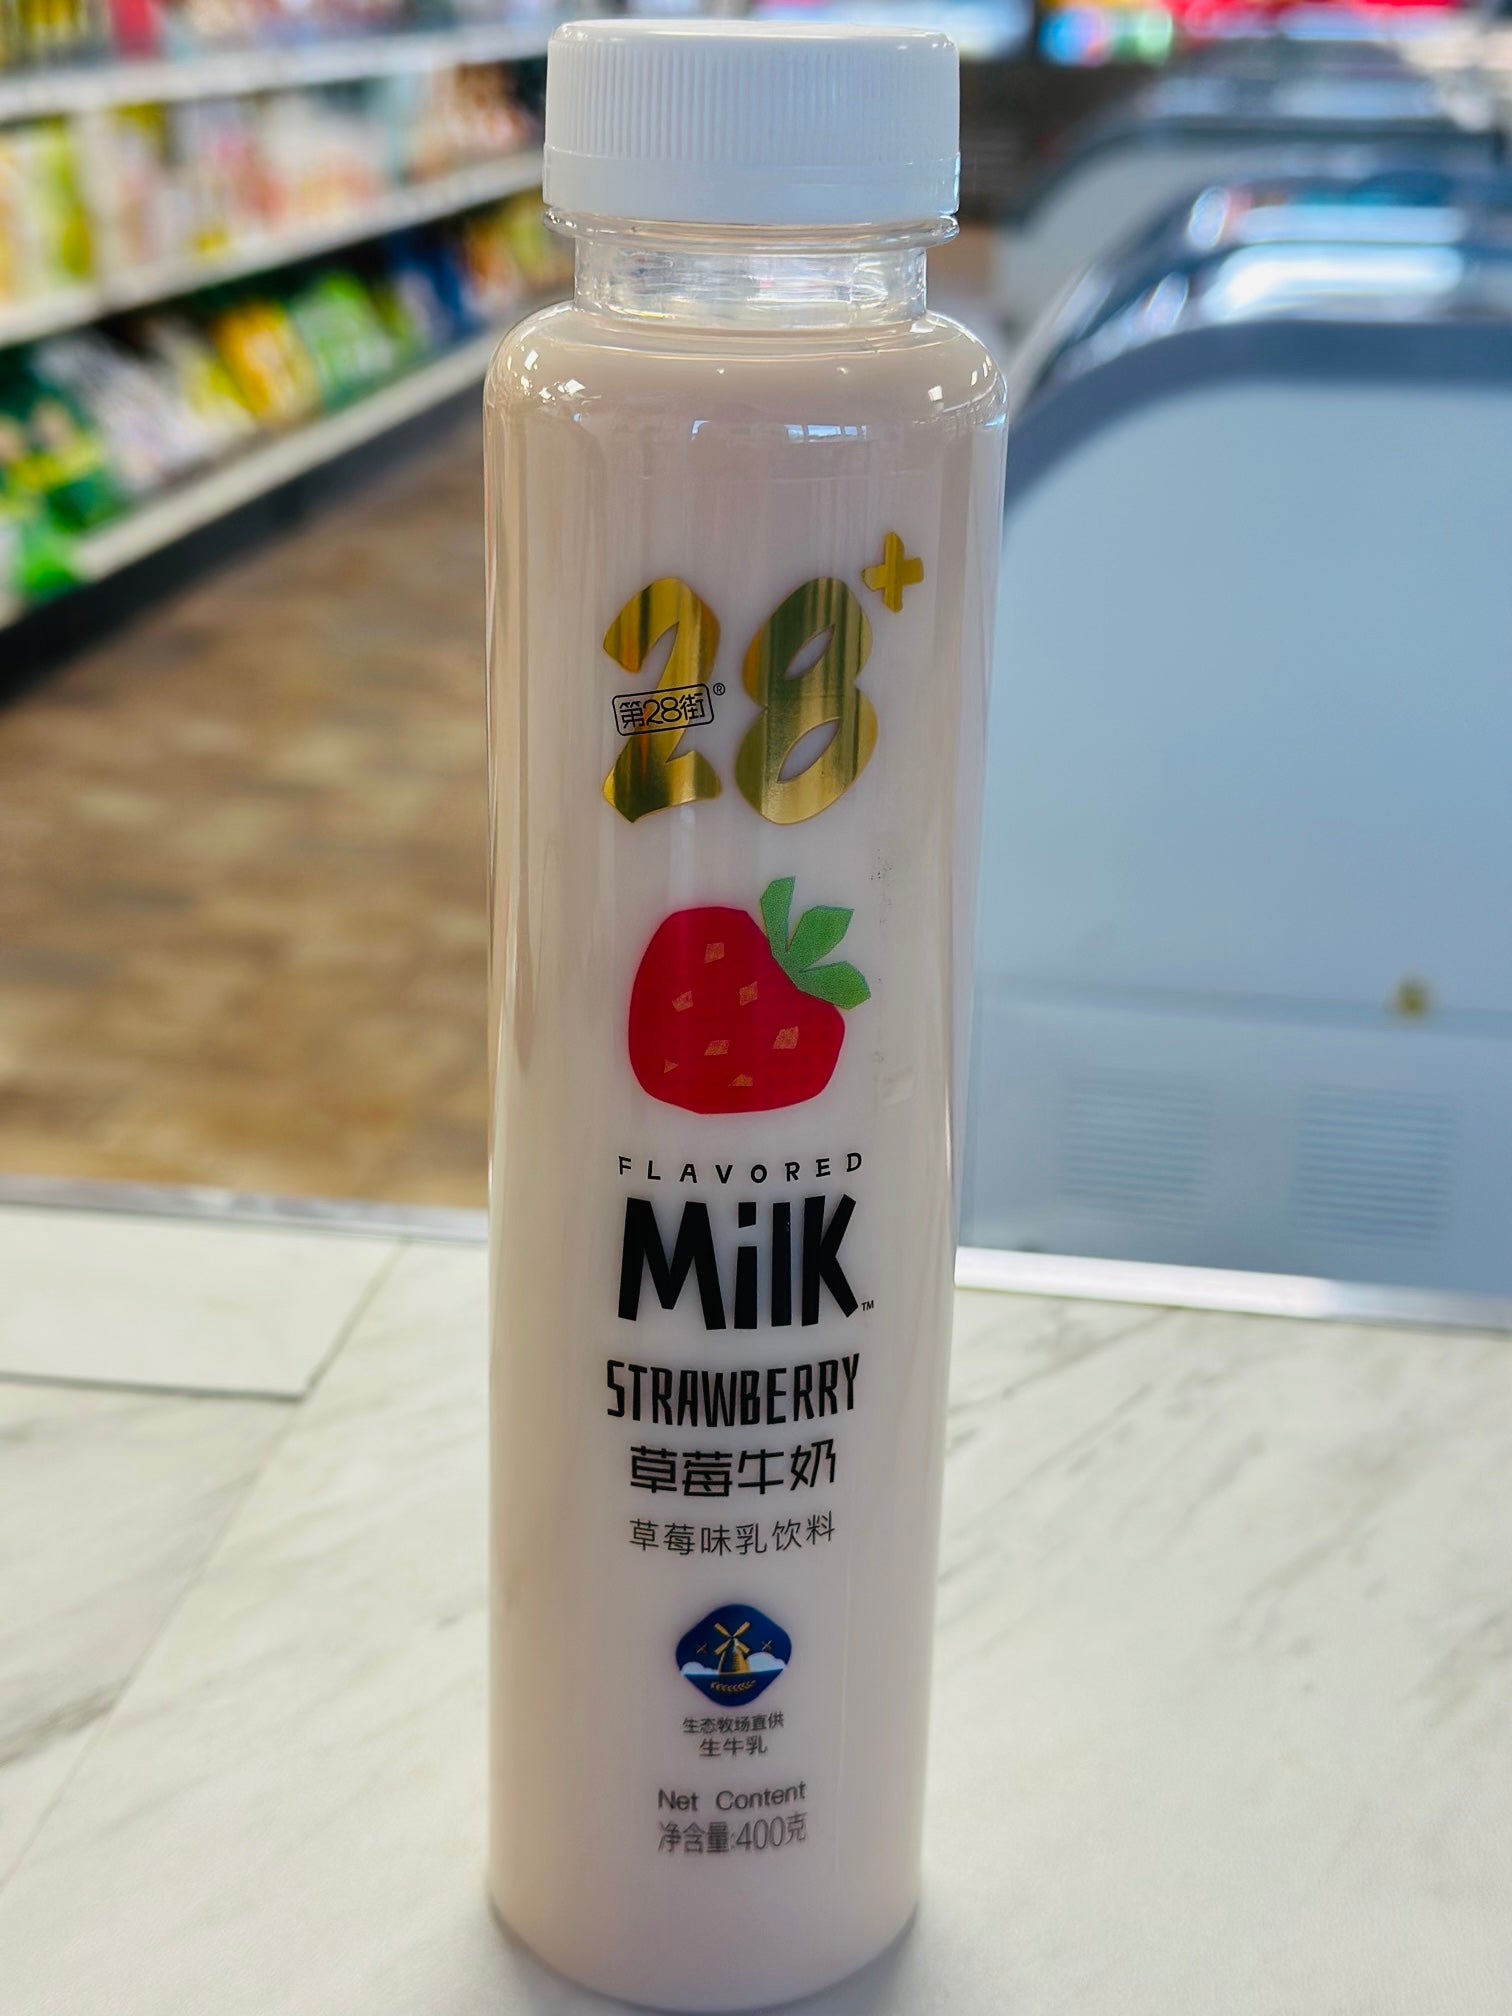 28+
第28街®
FLAVORED
MilK™
STRAWBERRY
草莓牛奶
草莓味乳饮料
生态牧场直供
生牛乳
Net Content
净含量:400克